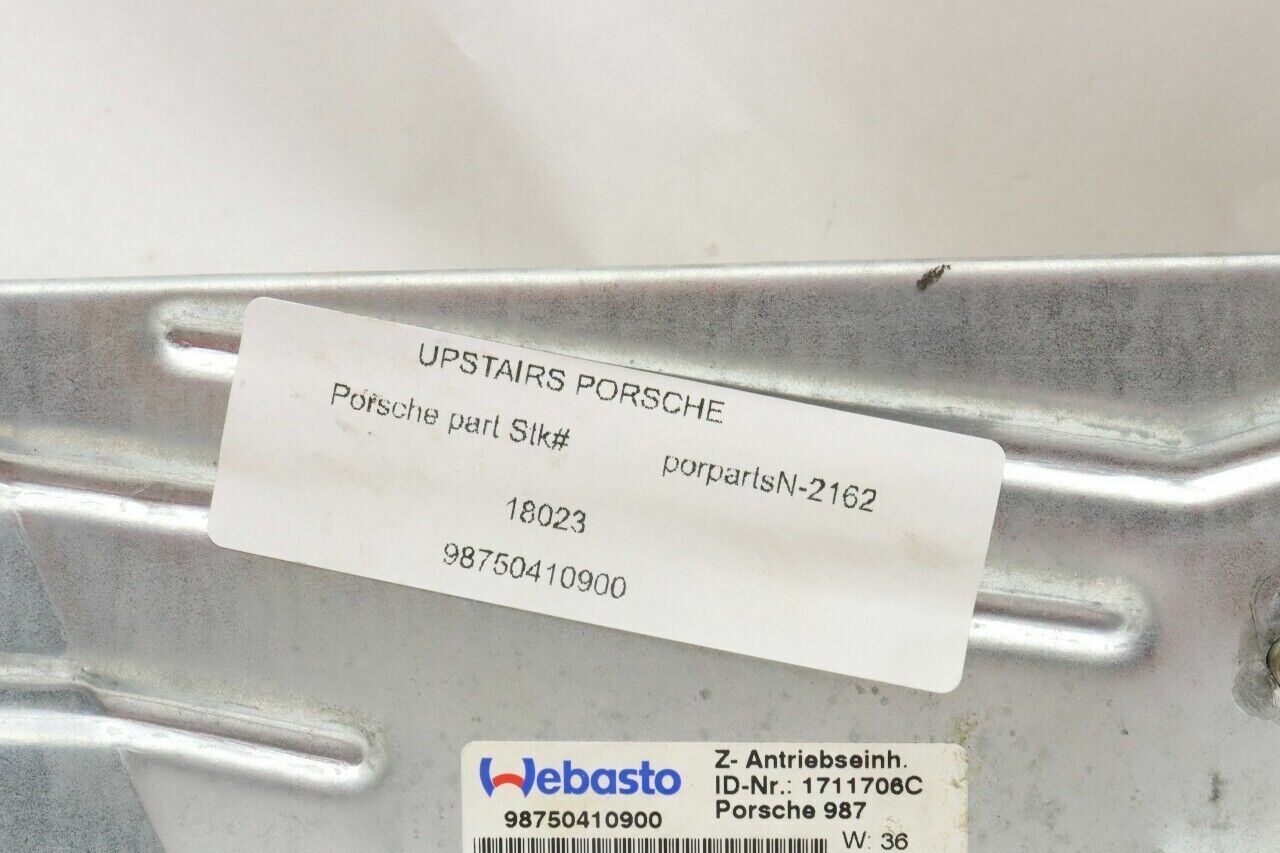 UPSTAIRS PORSCHE
Porsche part Stk#
porpartsN-2162
18023
98750410900
Webasto
Z- Antriebseinh.
ID-Nr.: 1711706C
Porsche 987
98750410900
W: 36